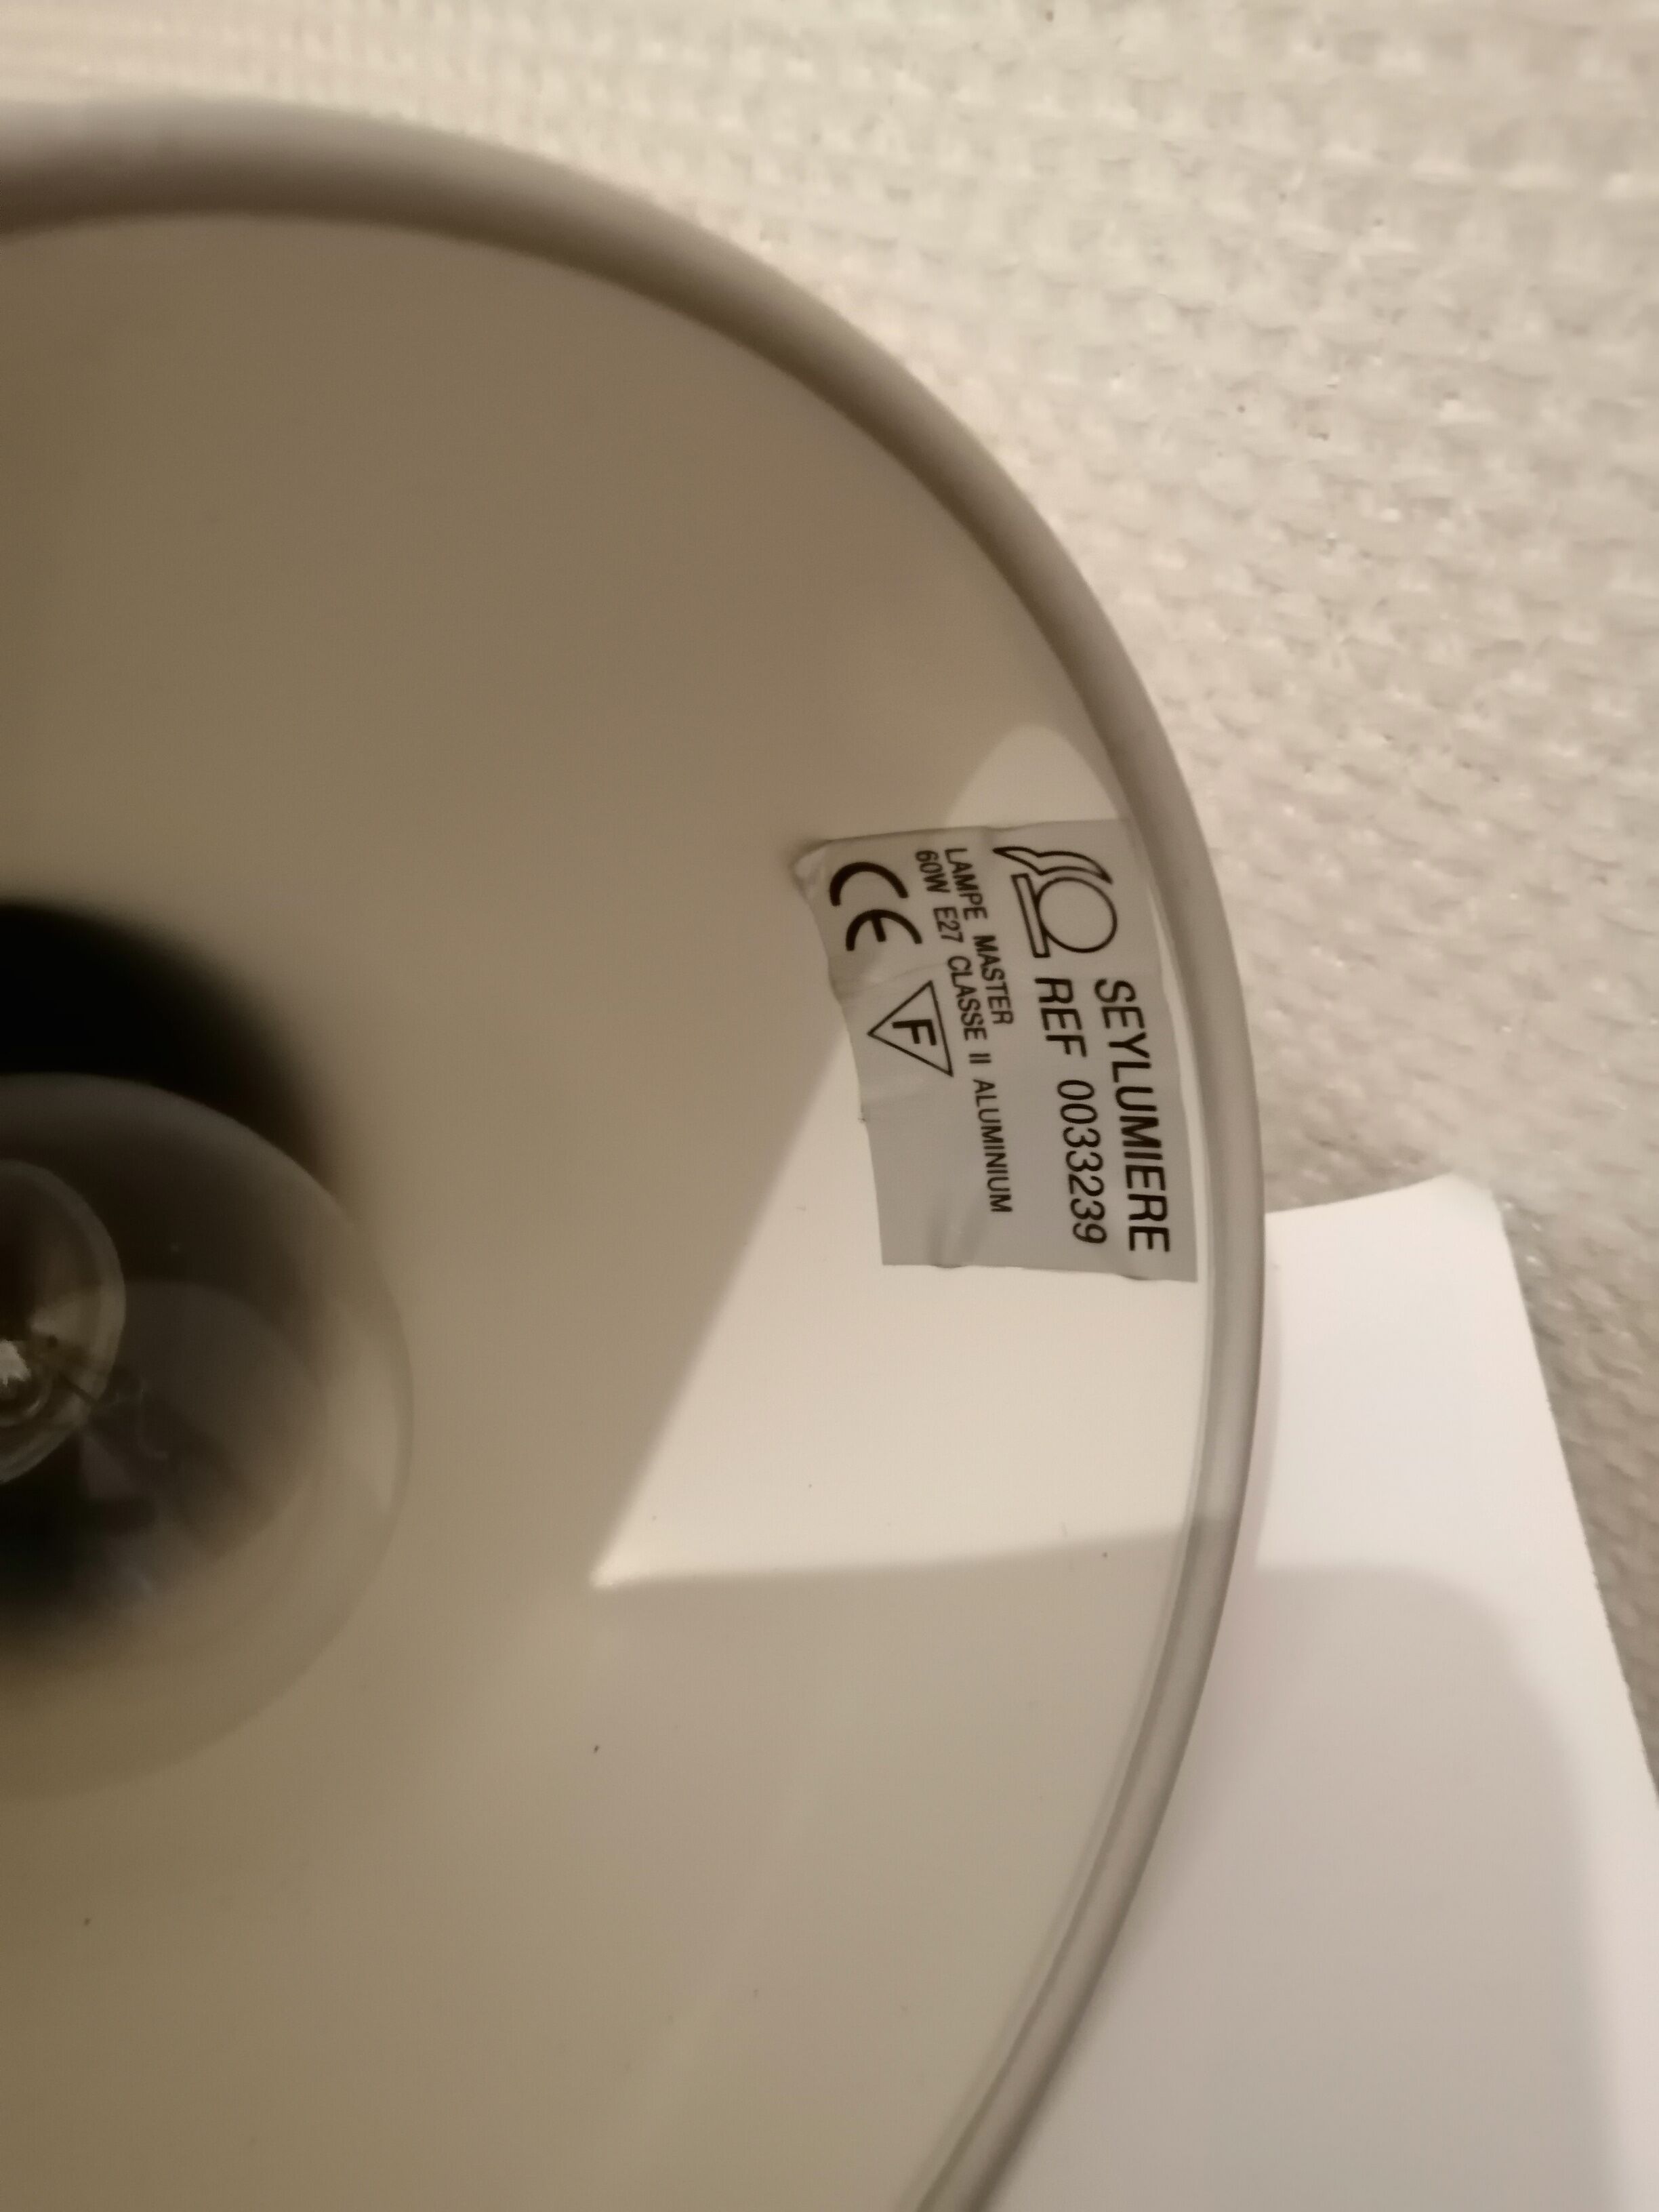 SEYLUMIERE
REF 0033239
LAMPE MASTER
60W E27 CLASSE II ALUMINIUM
CE F